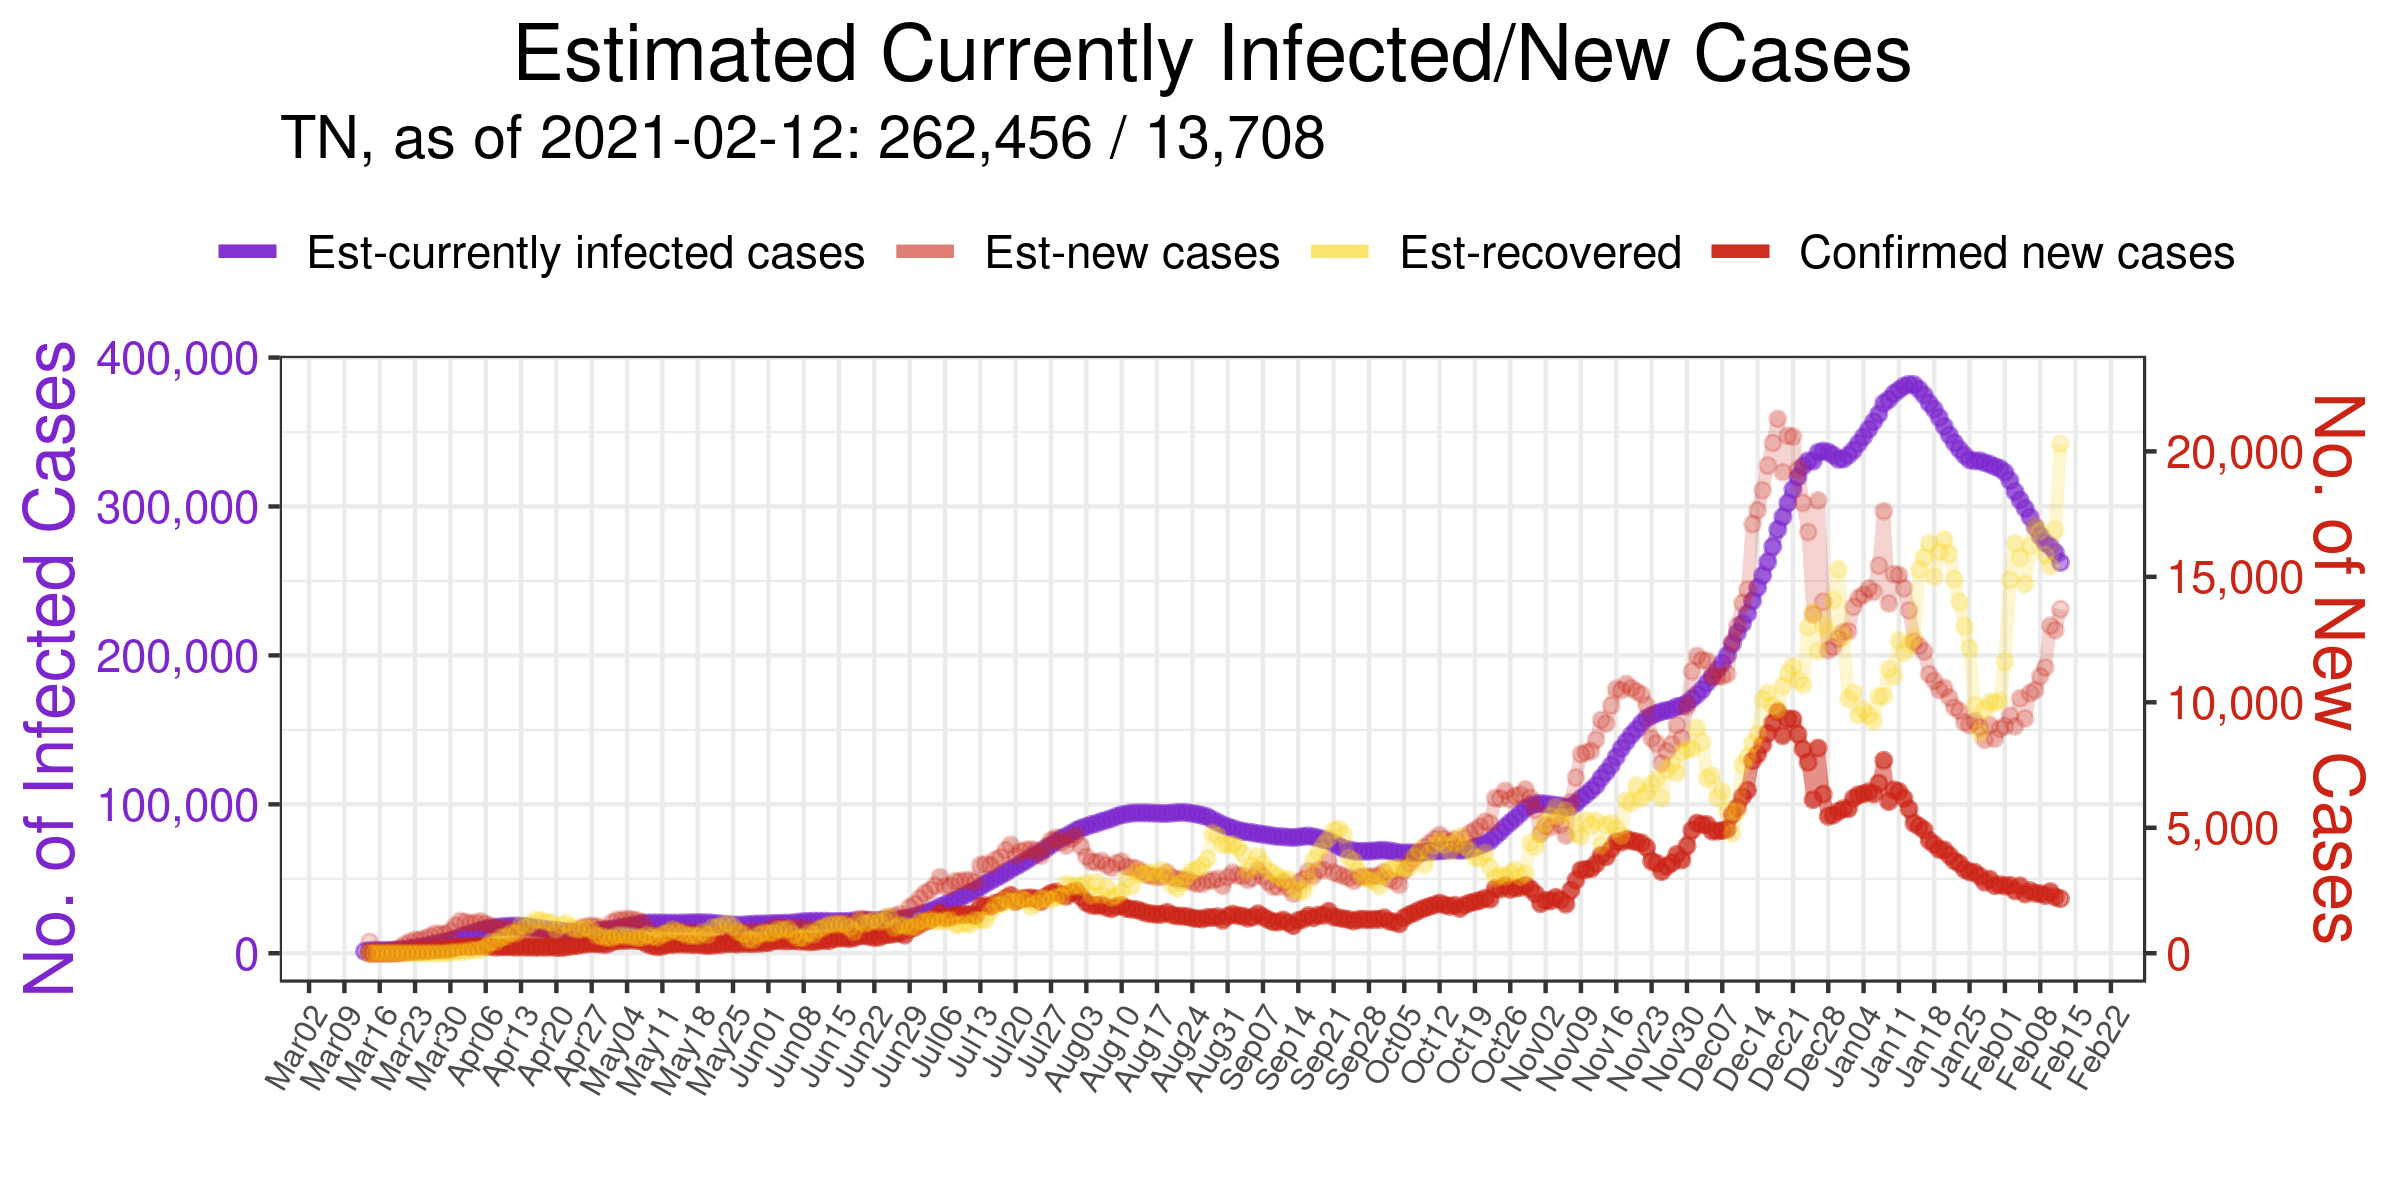 Estimated Currently Infected/New Cases
TN, as of 2021-02-12: 262,456 / 13,708
Est-currently infected cases Est-new cases Est-recovered Confirmed new cases
No. of Infected Cases
400,000
300,000
200,000
100,000
0
20,000
15,000
10,000
5,000
0
No. of New Cases
Mar02 Mar09 Mar16 Mar23 Mar30 Apr06 Apr13 Apr20 Apr27 May04 May11 May18 May25 Jun01 Jun08 Jun15 Jun22 Jun29 Jul06 Jul13 Jul20 Jul27 Aug03 Aug10 Aug17 Aug24 Aug31 Sep07 Sep14 Sep21 Sep28 Oct05 Oct12 Oct19 Oct26 Nov02 Nov09 Nov16 Nov23 Nov30 Dec07 Dec14 Dec21 Dec28 Jan04 Jan11 Jan18 Jan25 Feb01 Feb08 Feb15 Feb22